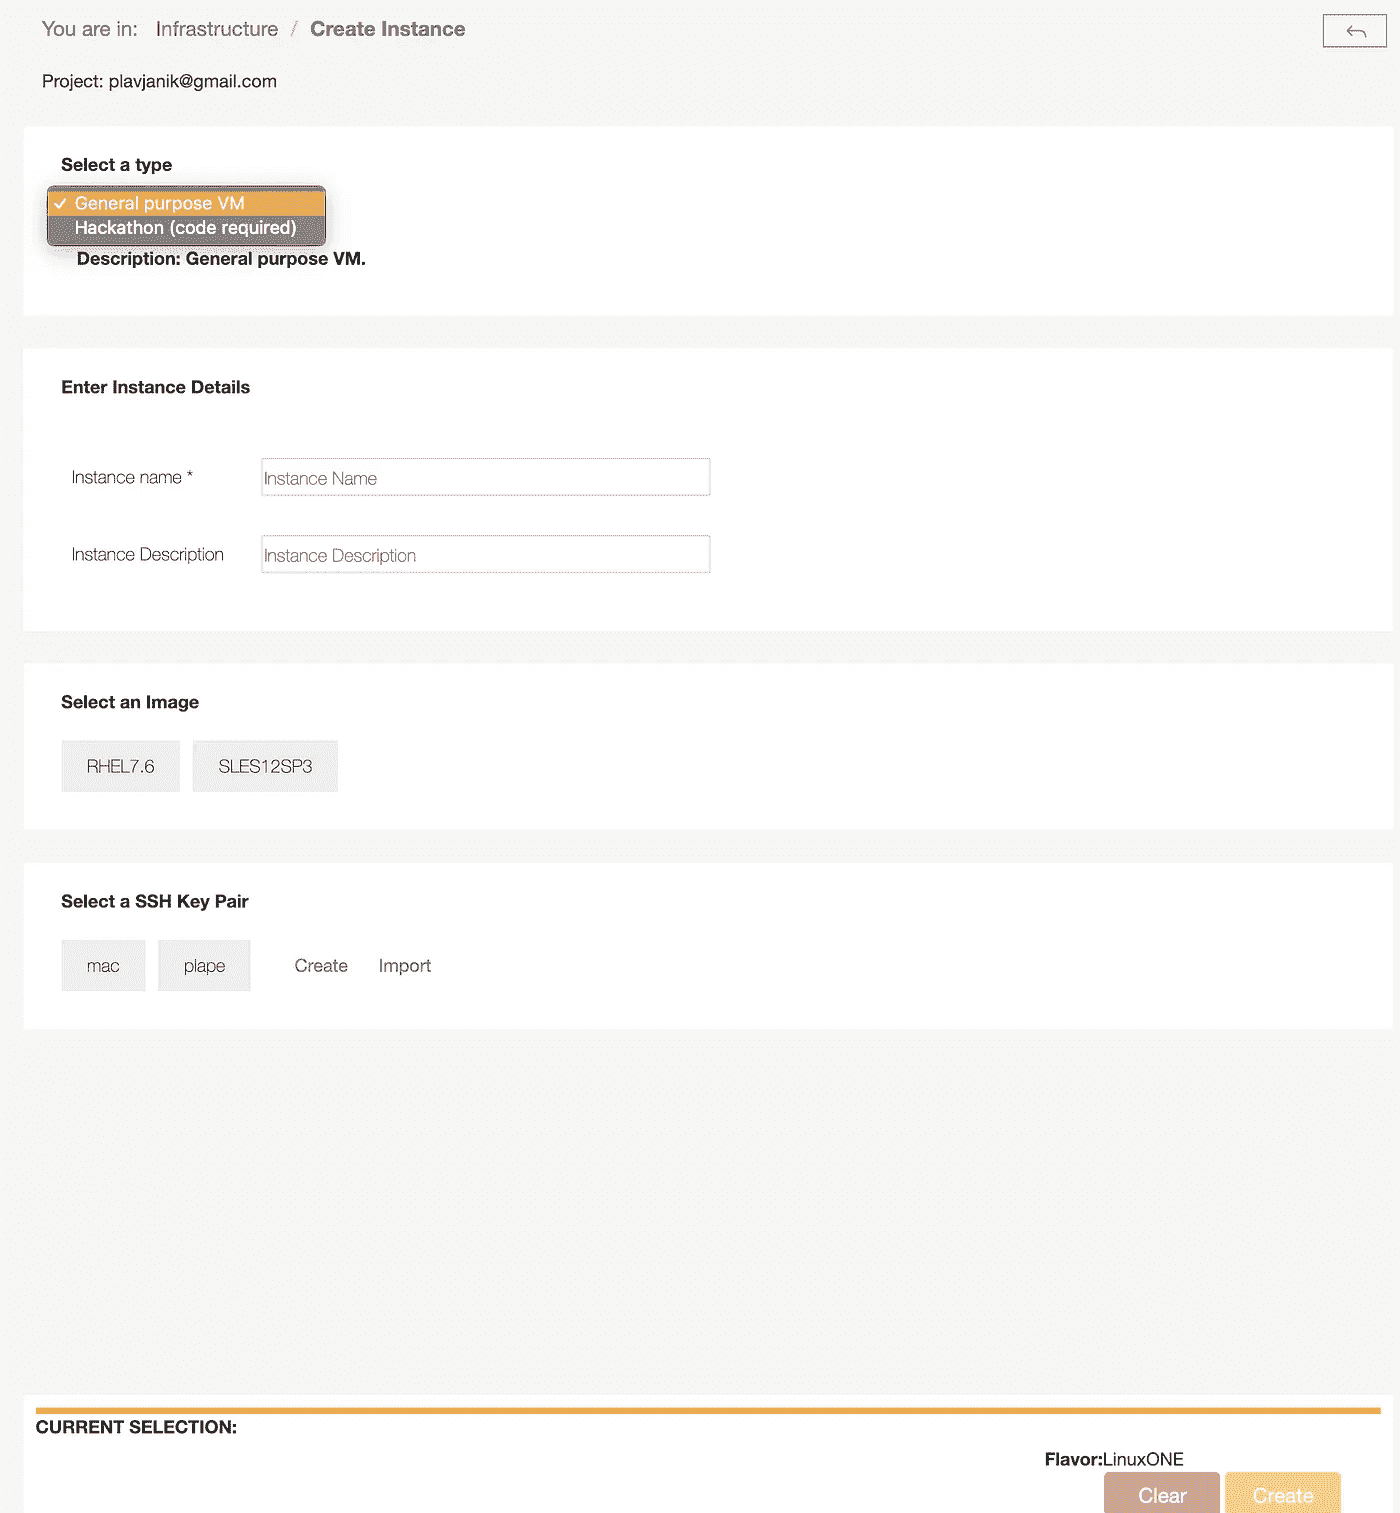 You are in: Infrastructure / Create Instance
Project: plavjanik@gmail.com
Select a type
✓ General purpose VM
Hackathon (code required)
Description: General purpose VM.
Enter Instance Details
Instance name * Instance Name
Instance Description Instance Description
Select an Image
RHEL7.6 SLES12SP3
Select a SSH Key Pair
mac plape Create Import
CURRENT SELECTION:
Flavor:LinuxONE
Clear Create